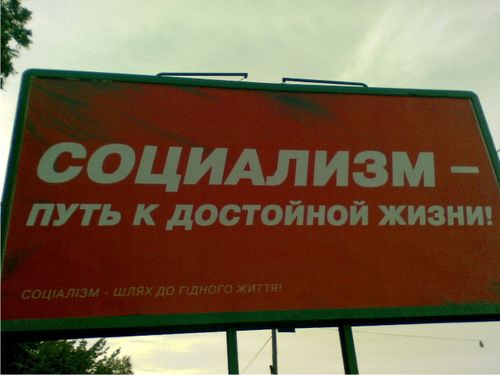 СОЦИАЛИЗМ –
ПУТЬ К ДОСТОЙНОЙ ЖИЗНИ!
СОЦІАЛІЗМ - ШЛЯХ ДО ГІДНОГО ЖИТТЯ!